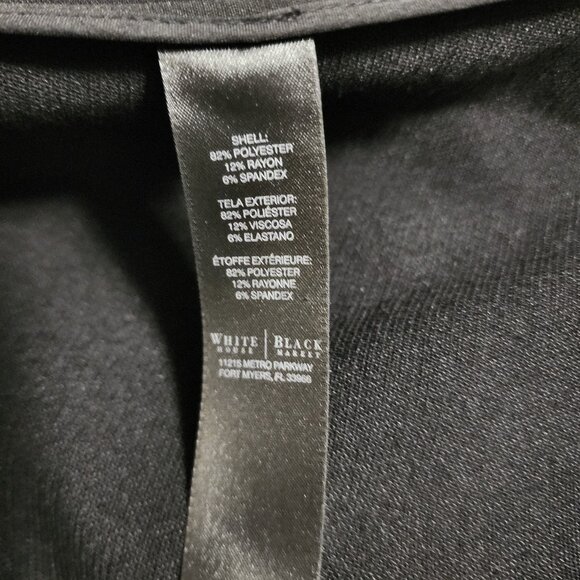 SHELL:
82% POLYESTER
12% RAYON
6% SPANDEX
TELA EXTERIOR:
82% POLIÉSTER
12% VISCOSA
6% ELASTANO
ÉTOFFE EXTÉRIEURE:
82% POLYESTER
12% RAYONNE
6% SPANDEX
WHITE | BLACK
HOUSE | MARKET
11215 METRO PARKWAY
FORT MYERS, FL 33966